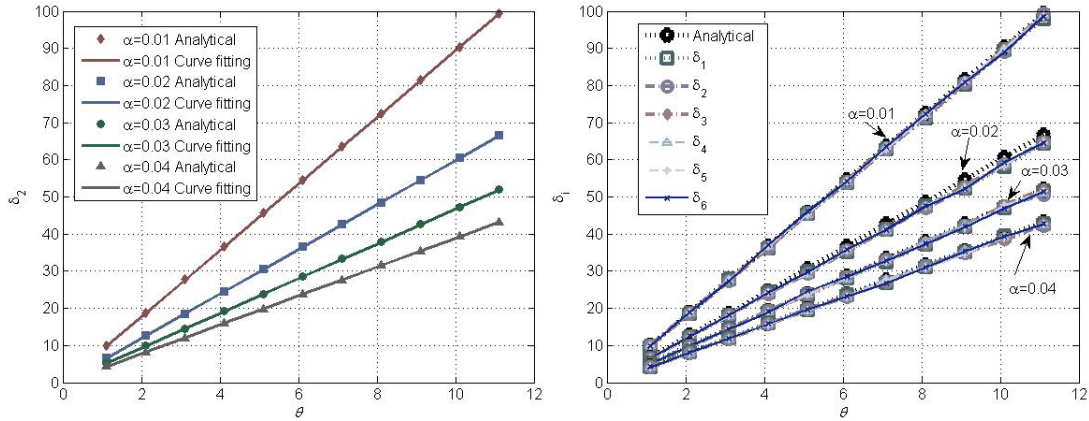 100
90
80
70
60
50
40
30
20
10
0
δ2
α=0.01 Analytical
α=0.01 Curve fitting
α=0.02 Analytical
α=0.02 Curve fitting
α=0.03 Analytical
α=0.03 Curve fitting
α=0.04 Analytical
α=0.04 Curve fitting
0 2 4 6 8 10 12
θ
100
90
80
70
60
50
40
30
20
10
0
δi
Analytical
δ1
δ2
δ3
δ4
δ5
δ6
α=0.01
α=0.02
α=0.03
α=0.04
0 2 4 6 8 10 12
θ